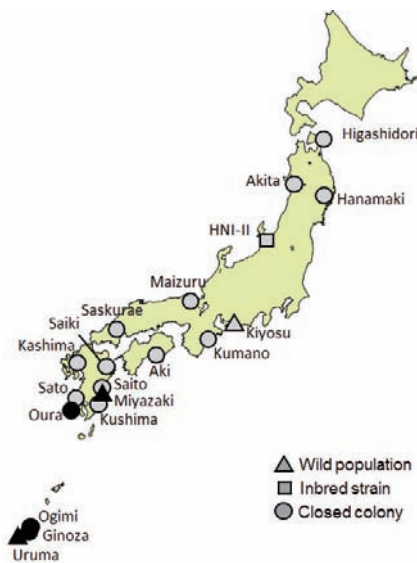 Higashidori
Akita
Hanamaki
HNI-II
Maizuru
Saskurae
Saiki
Kiyosu
Kashima
Kumano
Aki
Sato
Saito
Miyazaki
Oura
Kushima
Wild population
Inbred strain
Closed colony
Ogimi
Ginoza
Uruma